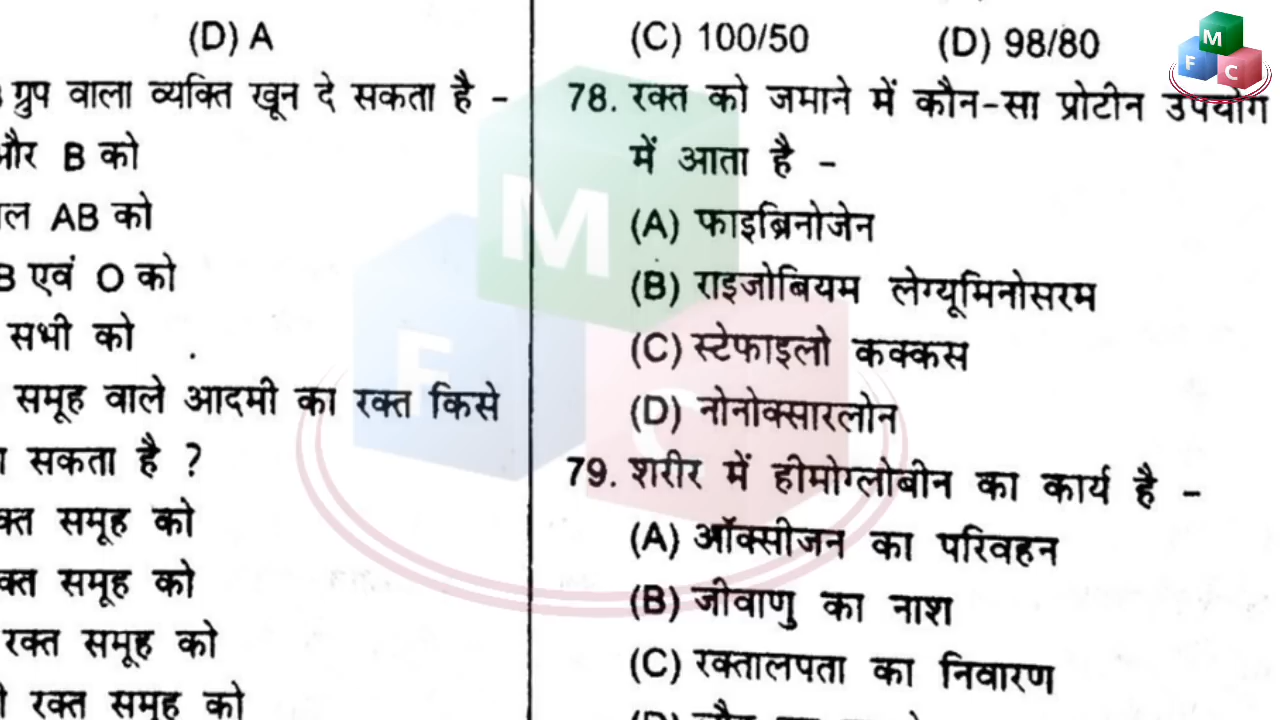 (D) A
ग्रुप वाला व्यक्ति खून दे सकता है -
और B को
AB को
B एवं O को
सभी को
समूह वाले आदमी का रक्त किसे
सकता है ?
समूह को
समूह को
रक्त समूह को
रक्त समूह को
(C) 100/50 (D) 98/80
78. रक्त को जमाने में कौन-सा प्रोटीन उपयोग
में आता है -
(A) फाइब्रिनोजेन
(B) राइजोबियम लेग्यूमिनोसरम
(C) स्टेफाइलो कक्कस
(D) नोनोक्सारलोन
79. शरीर में हीमोग्लोबीन का कार्य है -
(A) ऑक्सीजन का परिवहन
(B) जीवाणु का नाश
(C) रक्तालपता का निवारण
(D)
M
F
C
M
F
C